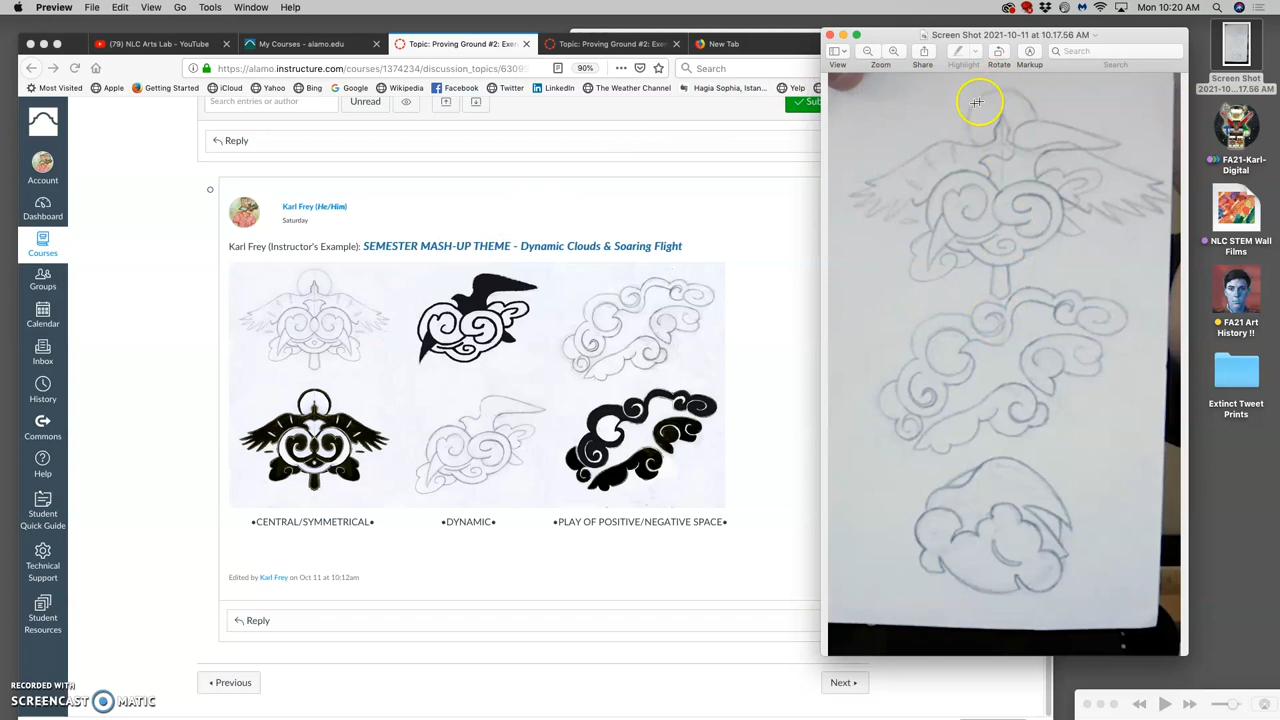 Preview File Edit View Go Tools Window Help
Mon 10:20 AM
(79) NLC Arts Lab - YouTube
My Courses - alamo.edu
Topic: Proving Ground #2: Exer
Topic: Proving Ground #2: Exer
New Tab
https://alamo.instructure.com/courses/1374234/discussion_topics/63095
90%
Search
Most Visited Apple iCloud Yahoo Bing Google Wikipedia Facebook Twitter LinkedIn The Weather Channel Hagia Sophia, Istan... Yelp
Screen Shot 2021-10-11 at 10.17.56 AM
View Zoom Share Highlight Rotate Markup Search
Search
Search entries or author
Unread
Sub
Reply
Account
Dashboard
Courses
Groups
Calendar
Inbox
History
Commons
Help
Student
Quick Guide
Technical
Support
Student
Resources
Karl Frey (He/Him)
Saturday
Karl Frey (Instructor's Example): SEMESTER MASH-UP THEME - Dynamic Clouds & Soaring Flight
•CENTRAL/SYMMETRICAL•
•DYNAMIC•
•PLAY OF POSITIVE/NEGATIVE SPACE•
Edited by Karl Frey on Oct 11 at 10:12am
Reply
Previous
Next
Screen Shot
2021-10...17.56 AM
FA21-Karl-
Digital
NLC STEM Wall
Films
FA21 Art
History !!
Extinct Tweet
Prints
RECORDED WITH
SCREENCAST MATIC